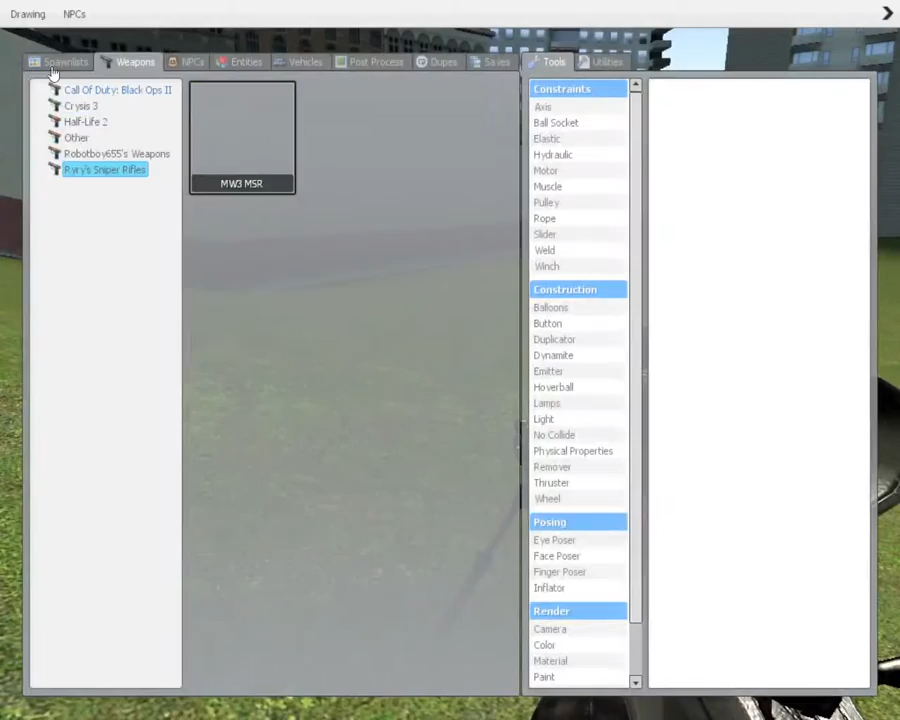 Drawing NPCs
Spawnlists Weapons NPCs Entities Vehicles Post Process Dupes Saves Tools Utilities
Call Of Duty: Black Ops II
Crysis 3
Half-Life 2
Other
Robotboy655's Weapons
Ryry's Sniper Rifles
MW3 MSR
Constraints
Axis
Ball Socket
Elastic
Hydraulic
Motor
Muscle
Pulley
Rope
Slider
Weld
Winch
Construction
Balloons
Button
Duplicator
Dynamite
Emitter
Hoverball
Lamps
Light
No Collide
Physical Properties
Remover
Thruster
Wheel
Posing
Eye Poser
Face Poser
Finger Poser
Inflator
Render
Camera
Color
Material
Paint